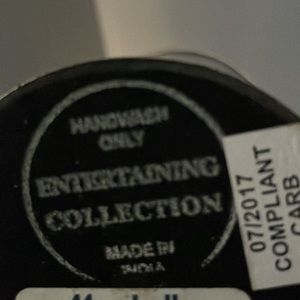 HANDWASH
ONLY
ENTERTAINING
COLLECTION
MADE IN
INDIA
07/2017
COMPLIANT
CARB